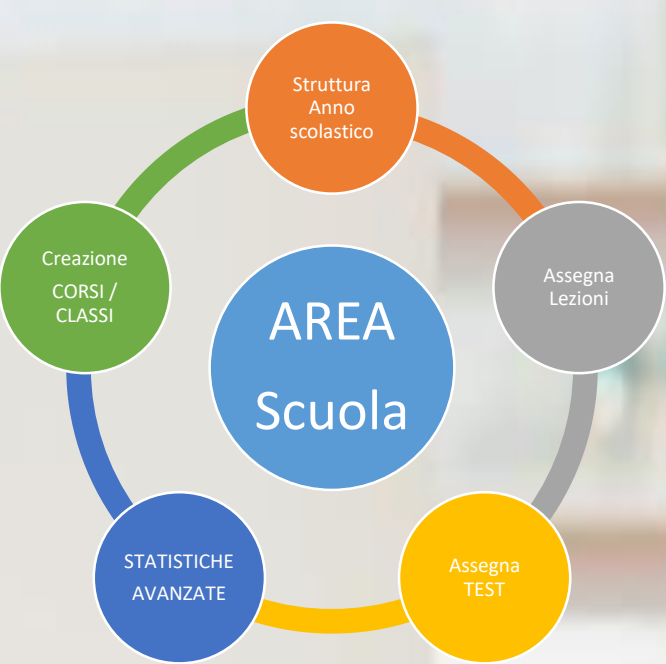 Struttura
Anno
scolastico
Creazione
CORSI /
CLASSI
Assegna
Lezioni
AREA
Scuola
STATISTICHE
AVANZATE
Assegna
TEST